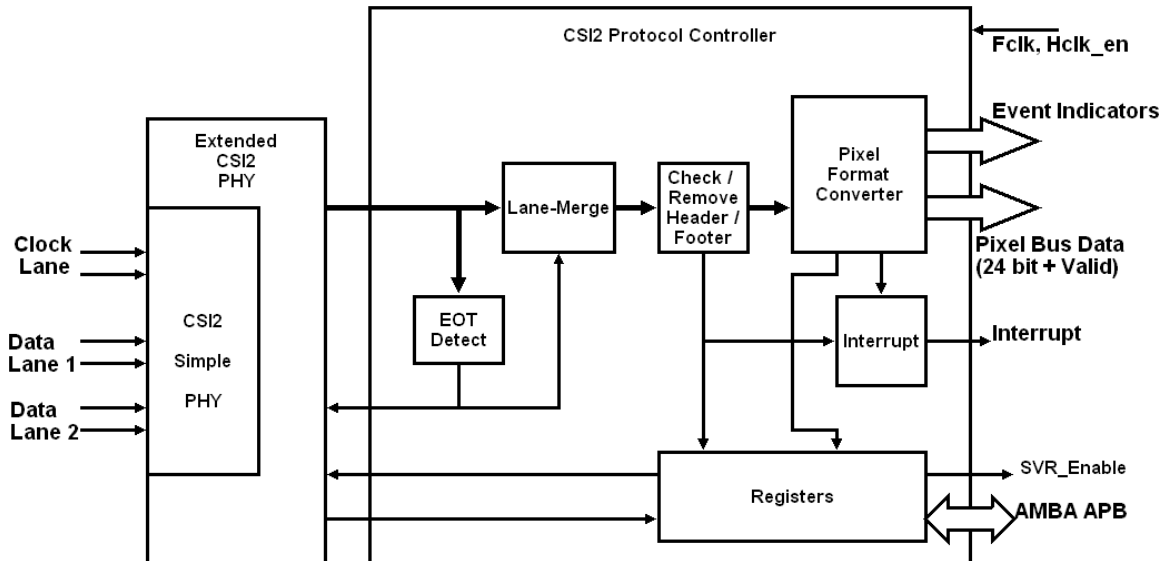 CSI2 Protocol Controller
Fclk, Hclk_en
Event Indicators
Extended
CSI2
PHY
Pixel
Format
Converter
Lane-Merge
Check /
Remove
Header /
Footer
Clock
Lane
Pixel Bus Data
(24 bit + Valid)
CSI2
Simple
PHY
EOT
Detect
Interrupt
Interrupt
Data
Lane 1
Data
Lane 2
Registers
SVR_Enable
AMBA APB